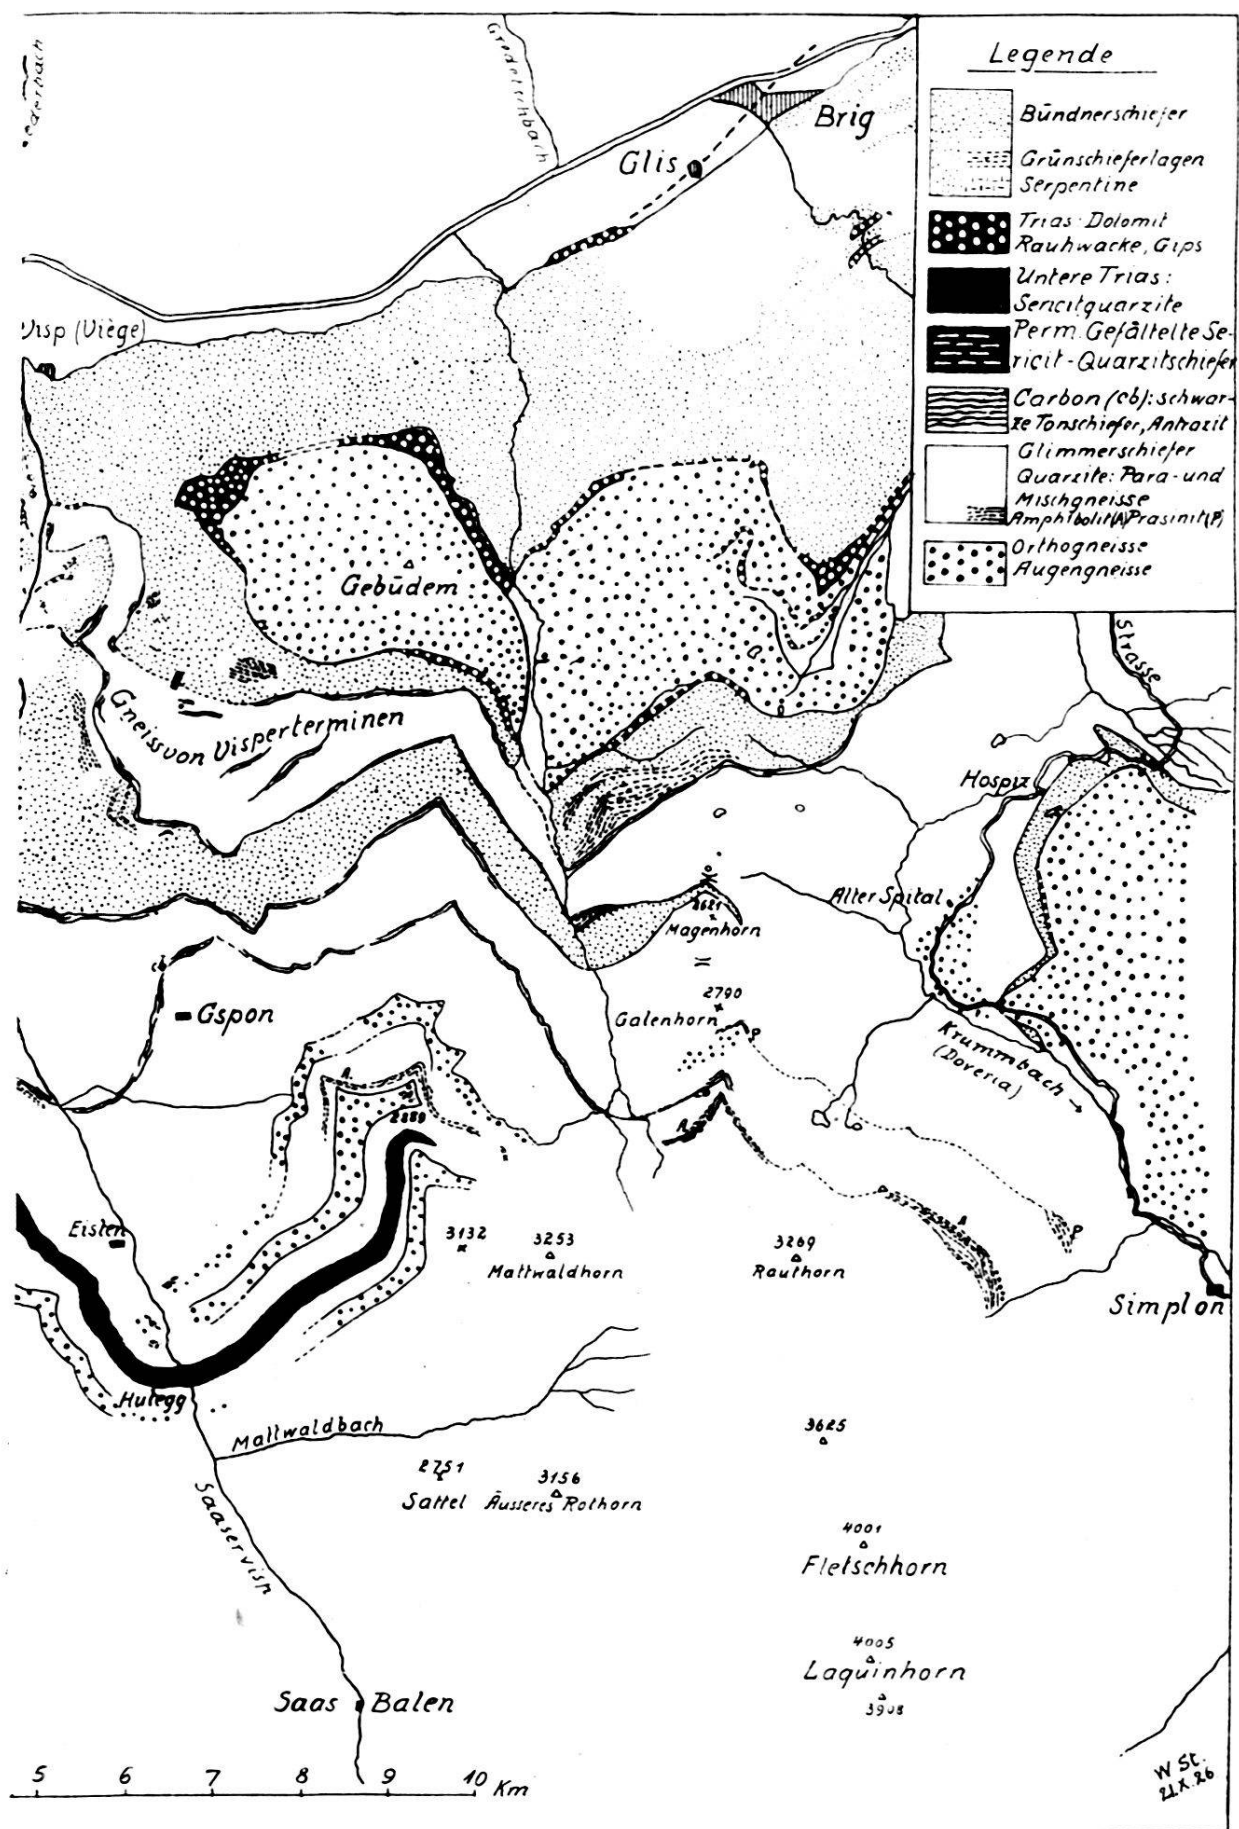 Legende
Bündnerschiefer
Grünschieferlagen
Serpentine
Trias: Dolomit
Rauhwacke, Gips
Untere Trias:
Sericitquarzite
Perm. Gefältelte Se-
ricit-Quarzitschiefer
Carbon (cb): schwar-
ze Tonschiefer, Antrazit
Glimmerschiefer
Quarzite: Para- und
Mischgneisse
Amphibolit (A) Prasinit (P)
Orthogneisse
Augengneisse
Gredetschbach
Brig
Glis
Visp (Viège)
Gebüdem
Gneiss von Visperterminen
Strasse
Hospiz
Alter Spital
2621
Magenhorn
2790
Galenhorn
P
cb
Gspon
Krummbach
(Doveria)
A
2880
A
A
P
Eisten
3132
3253
Mattwaldhorn
3269
Rauthorn
Simplon
Hutegg
Mattwaldbach
3625
2751
Sattel
3156
Äusseres Rothorn
Saaservisp
4001
Fletschhorn
4005
Laquinhorn
3908
Saas Balen
5 6 7 8 9 10 Km
W St.
21.X.26